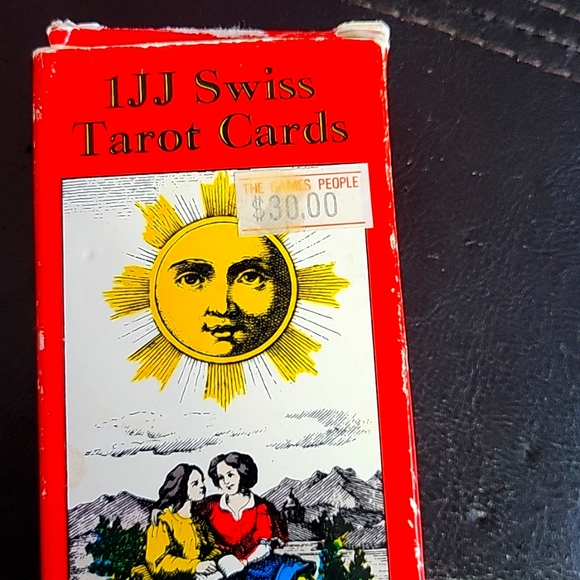 1JJ Swiss
Tarot Cards
THE GAMES PEOPLE
$30.00